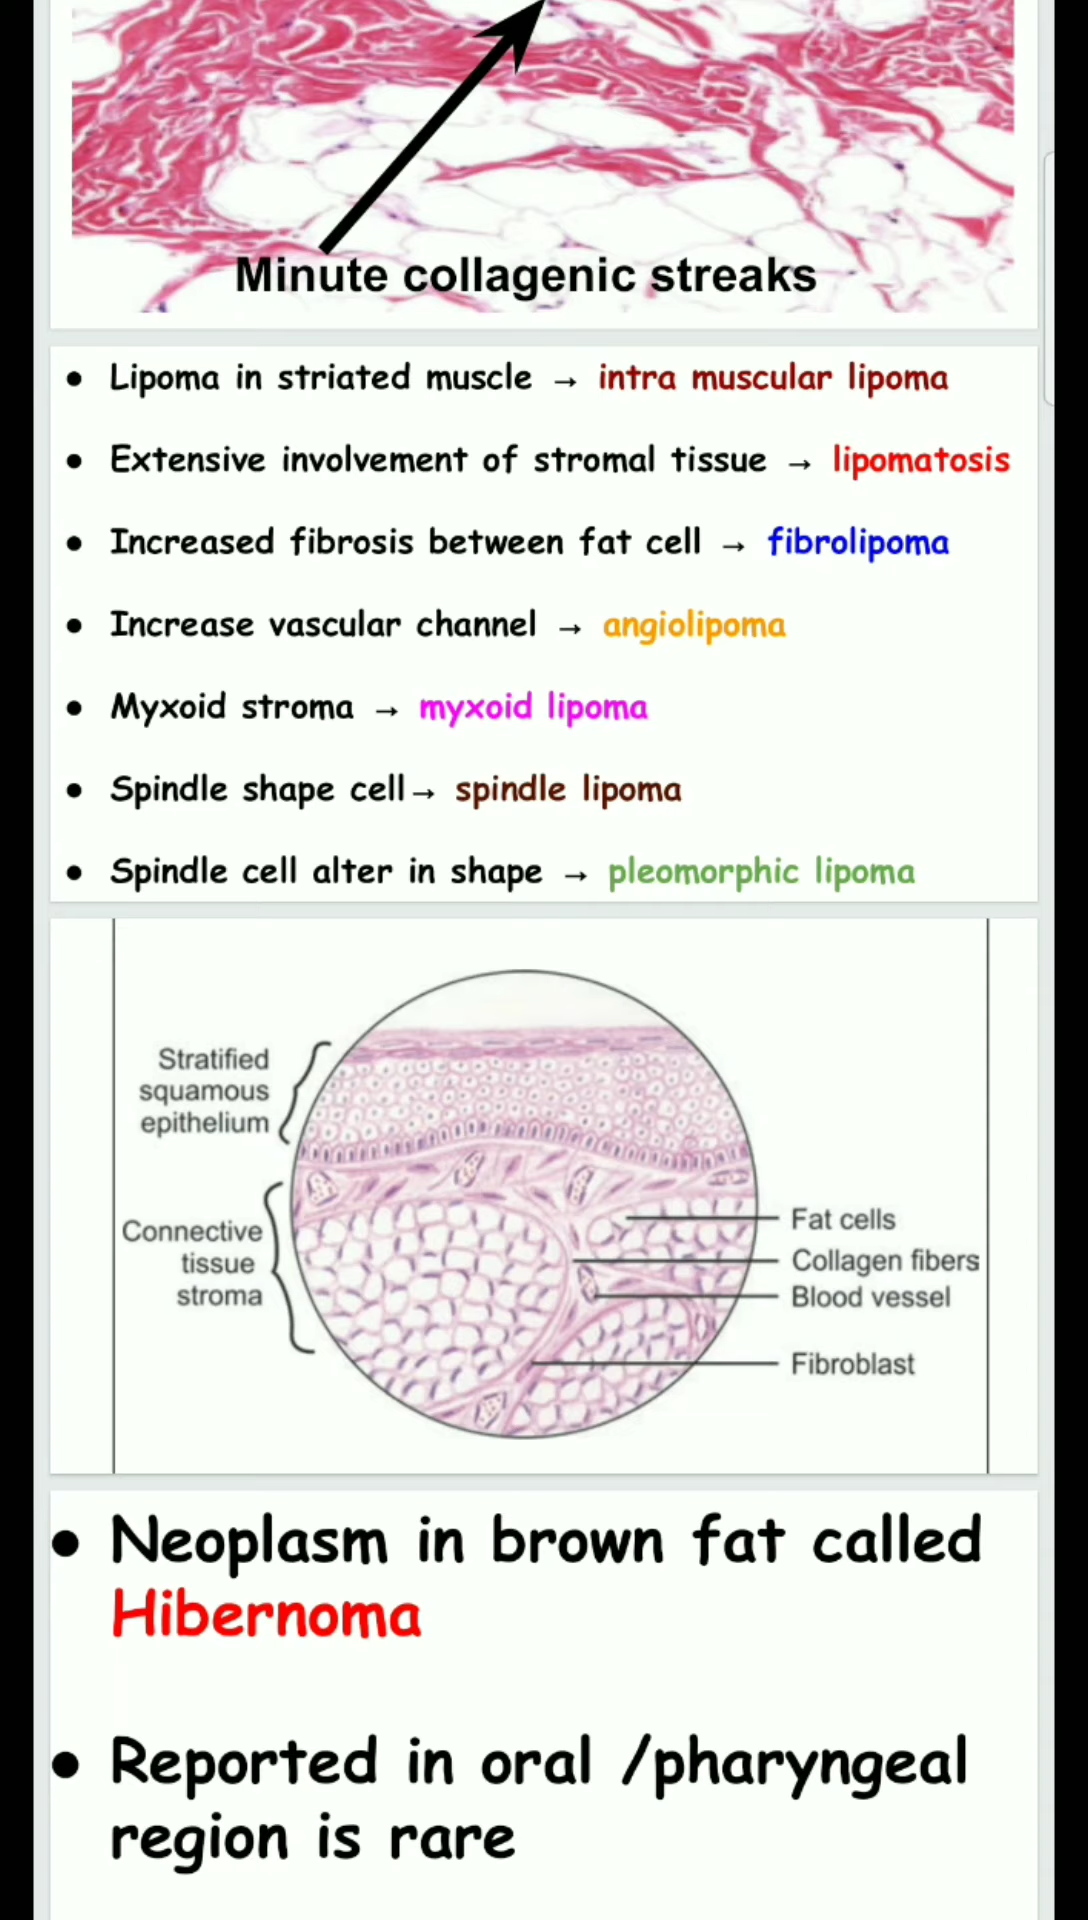 Minute collagenic streaks
• Lipoma in striated muscle → intra muscular lipoma
• Extensive involvement of stromal tissue → lipomatosis
• Increased fibrosis between fat cell → fibrolipoma
• Increase vascular channel → angiolipoma
• Myxoid stroma → myxoid lipoma
• Spindle shape cell→ spindle lipoma
• Spindle cell alter in shape → pleomorphic lipoma
Stratified
squamous
epithelium
Connective
tissue
stroma
Fat cells
Collagen fibers
Blood vessel
Fibroblast
• Neoplasm in brown fat called
Hibernoma
• Reported in oral /pharyngeal
region is rare